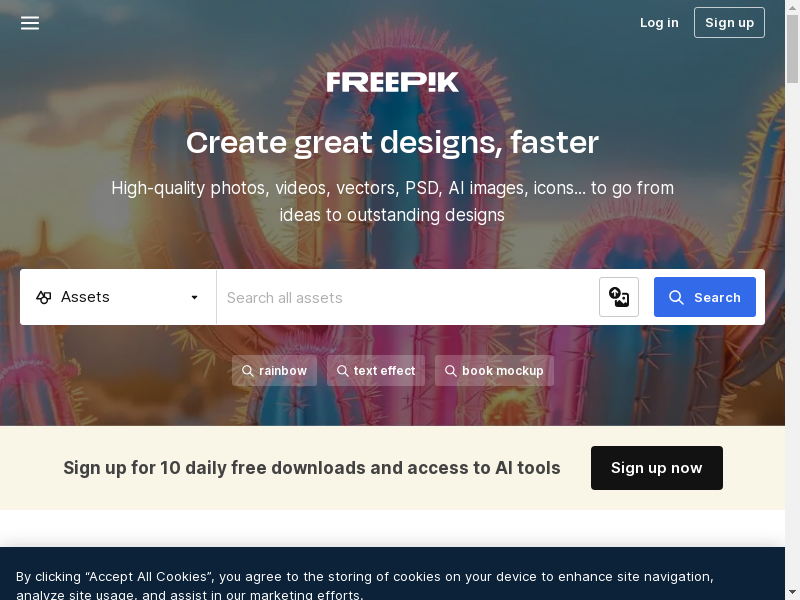 Log in
Sign up
FREEPIK
Create great designs, faster
High-quality photos, videos, vectors, PSD, AI images, icons... to go from
ideas to outstanding designs
Assets
Search all assets
Search
rainbow
text effect
book mockup
Sign up for 10 daily free downloads and access to AI tools
Sign up now
By clicking “Accept All Cookies”, you agree to the storing of cookies on your device to enhance site navigation,
analyze site usage, and assist in our marketing efforts.